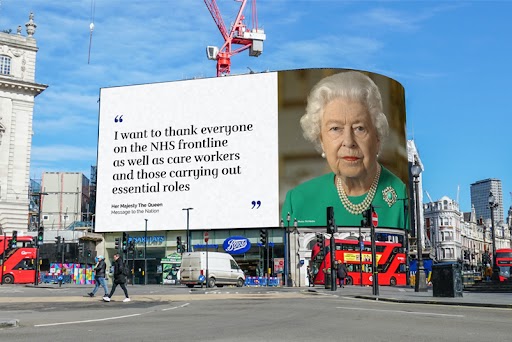 “
I want to thank everyone
on the NHS frontline
as well as care workers
and those carrying out
essential roles
Her Majesty The Queen
Message to the Nation
”
Boots